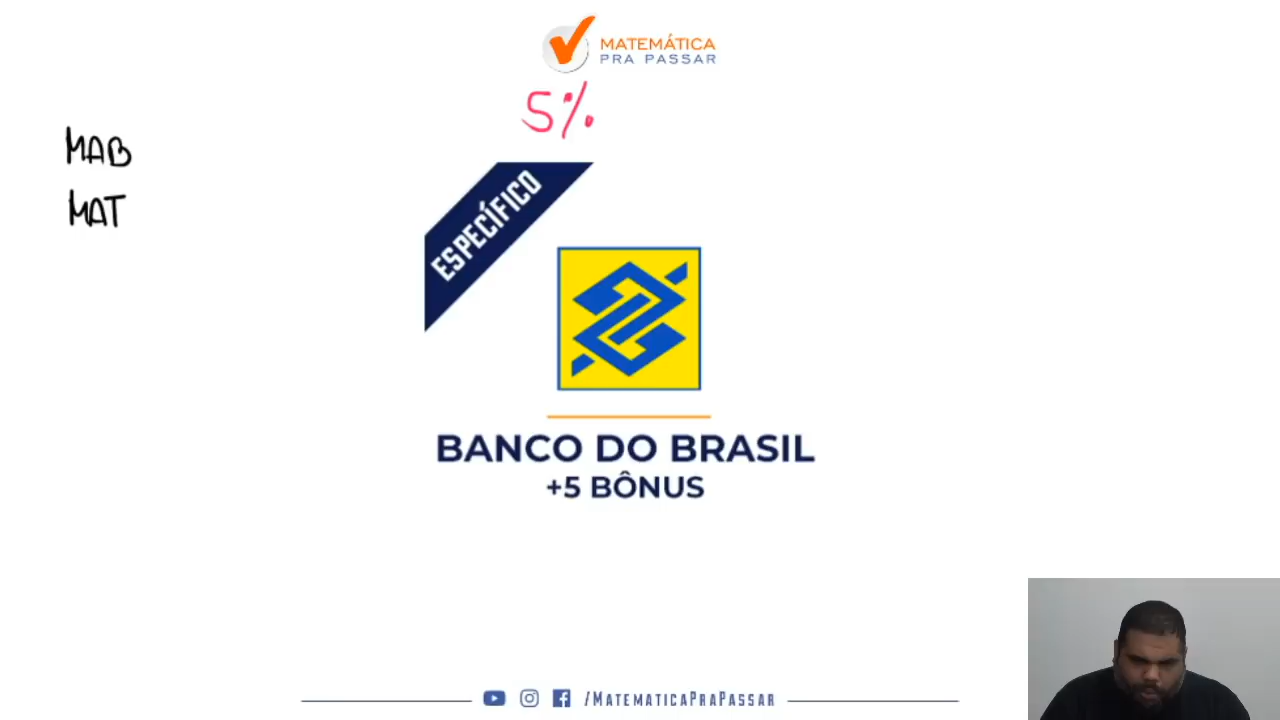 MATEMÁTICA
PRA PASSAR
5%
MAB
MAT
ESPECÍFICO
BANCO DO BRASIL
+5 BÔNUS
/MATEMATICAPRAPASSAR